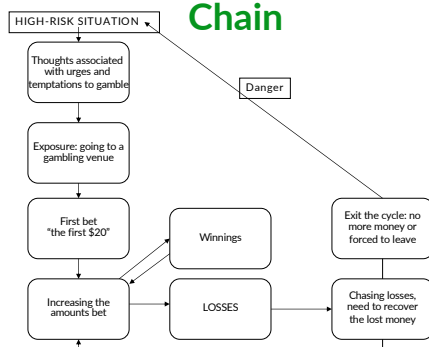 Chain
HIGH-RISK SITUATION
Thoughts associated
with urges and
temptations to gamble
Danger
Exposure: going to a
gambling venue
First bet
“the first $20”
Winnings
Exit the cycle: no
more money or
forced to leave
Increasing the
amounts bet
LOSSES
Chasing losses,
need to recover
the lost money